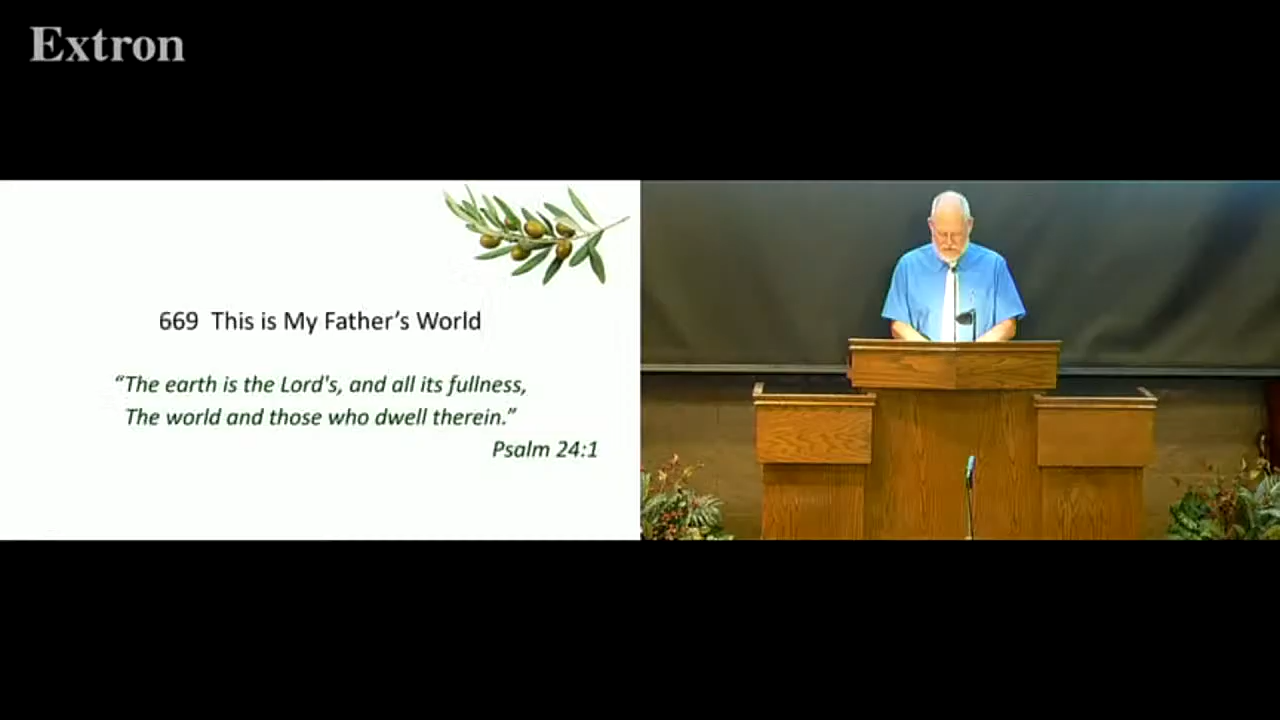 Extron
669 This is My Father’s World
“The earth is the Lord's, and all its fullness,
The world and those who dwell therein.”
Psalm 24:1